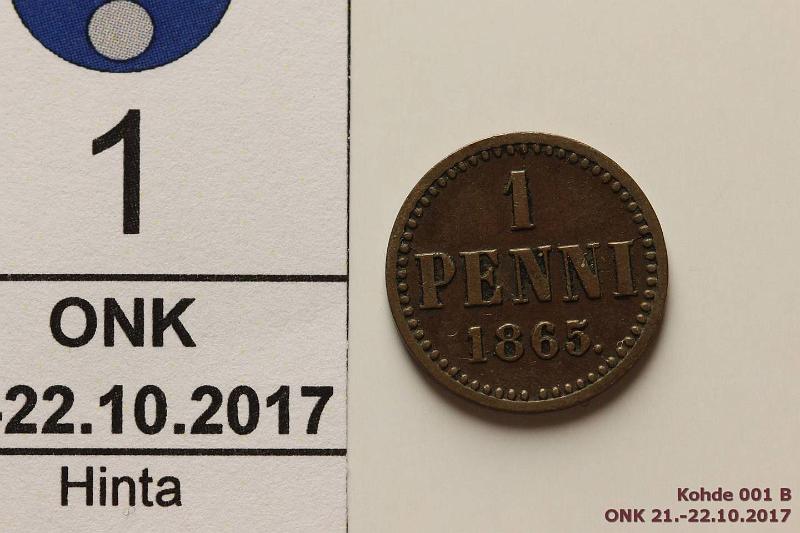 1
ONK
-22.10.2017
Hinta
1
PENNI
1865.
Kohde 001 B
ONK 21.-22.10.2017